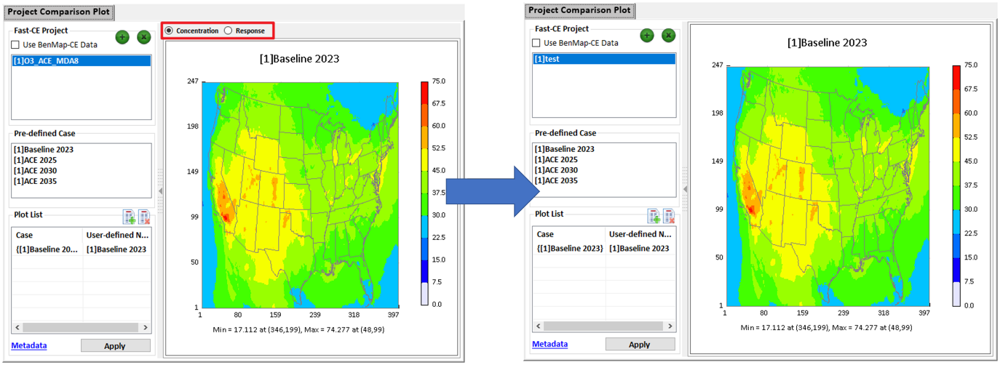 Project Comparison Plot
Fast-CE Project
Use BenMap-CE Data
[1]O3_ACE_MDA8
Pre-defined Case
[1]Baseline 2023
[1]ACE 2025
[1]ACE 2030
[1]ACE 2035
Plot List
Case User-defined N...
{[1]Baseline 20... [1]Baseline 2023
Metadata Apply
Concentration Response
[1]Baseline 2023
247
198
149
99
50
1
1 80 159 239 318 397
75.0
67.5
60.0
52.5
45.0
37.5
30.0
22.5
15.0
7.5
0.0
Min = 17.112 at (346,199), Max = 74.277 at (48,99)
Project Comparison Plot
Fast-CE Project
Use BenMap-CE Data
[1]test
Pre-defined Case
[1]Baseline 2023
[1]ACE 2025
[1]ACE 2030
[1]ACE 2035
Plot List
Case User-defined N...
{[1]Baseline 2023} [1]Baseline 2023
Metadata Apply
[1]Baseline 2023
247
198
149
99
50
1
1 80 159 239 318 397
75.0
67.5
60.0
52.5
45.0
37.5
30.0
22.5
15.0
7.5
0.0
Min = 17.112 at (346,199), Max = 74.277 at (48,99)